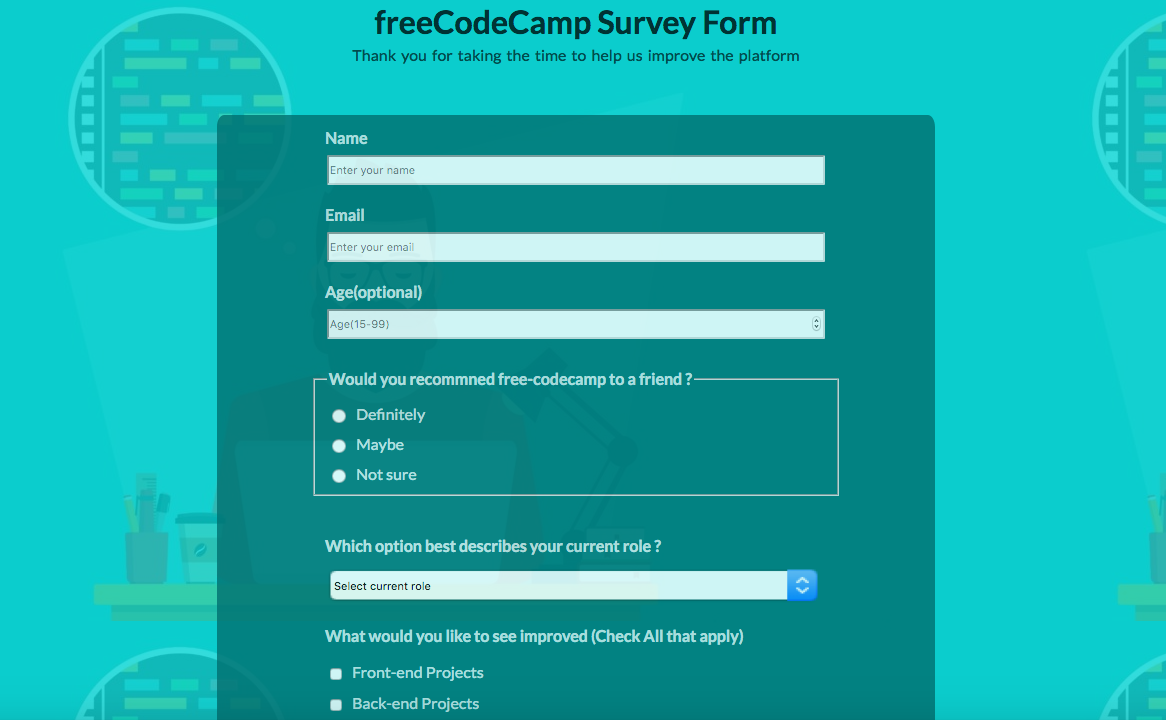 freeCodeCamp Survey Form
Thank you for taking the time to help us improve the platform
Name
Enter your name
Email
Enter your email
Age(optional)
Age(15-99)
Would you recommned free-codecamp to a friend ?
Definitely
Maybe
Not sure
Which option best describes your current role ?
Select current role
What would you like to see improved (Check All that apply)
Front-end Projects
Back-end Projects